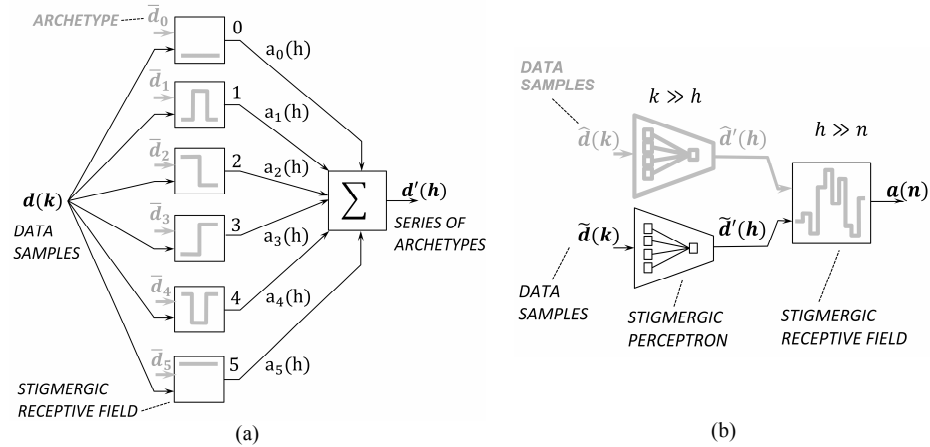 ARCHETYPE
d̅₀
0
a₀(h)
d̅₁
1
a₁(h)
d̅₂
2
a₂(h)
d(k)
DATA
SAMPLES
d̅₃
3
a₃(h)
∑
d′(h)
SERIES OF
ARCHETYPES
d̅₄
4
a₄(h)
d̅₅
5
a₅(h)
STIGMERGIC
RECEPTIVE FIELD
(a)
DATA
SAMPLES
k ≫ h
d̂(k)
d̂′(h)
h ≫ n
a(n)
d̃(k)
d̃′(h)
DATA
SAMPLES
STIGMERGIC
PERCEPTRON
STIGMERGIC
RECEPTIVE FIELD
(b)